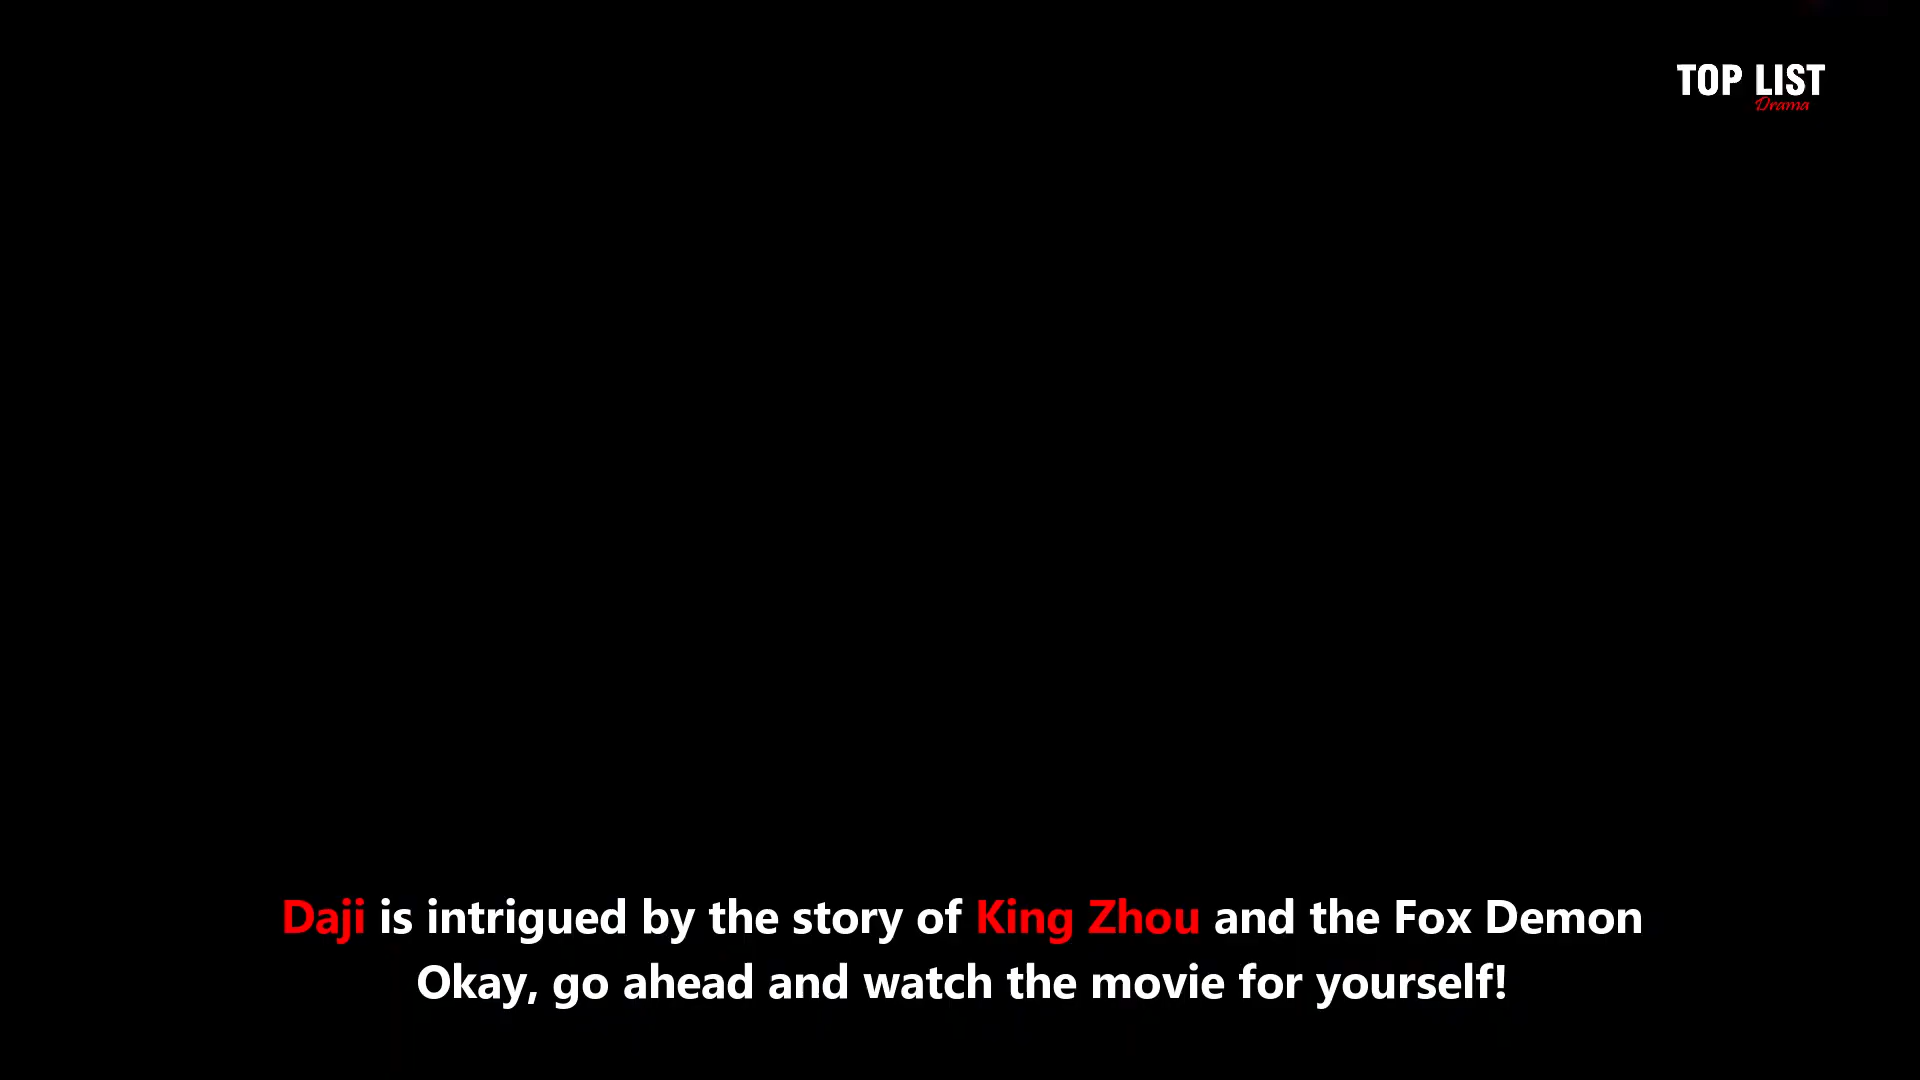 TOP LIST
Drama
Daji is intrigued by the story of King Zhou and the Fox Demon
Okay, go ahead and watch the movie for yourself!